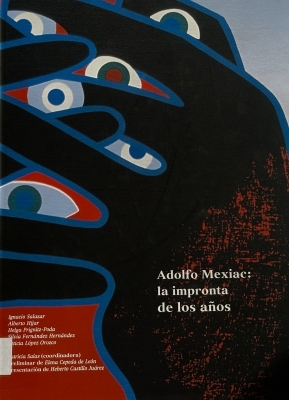 Adolfo Mexiac:
la impronta
de los años
Ignacio Salazar
Alberto Híjar
Helga Prignitz-Poda
Silvia Fernández Hernández
Leticia López Orozco
Patricia Salas (coordinadora)
Preliminar de Elena Cepeda de León
Presentación de Heberto Castillo Juárez